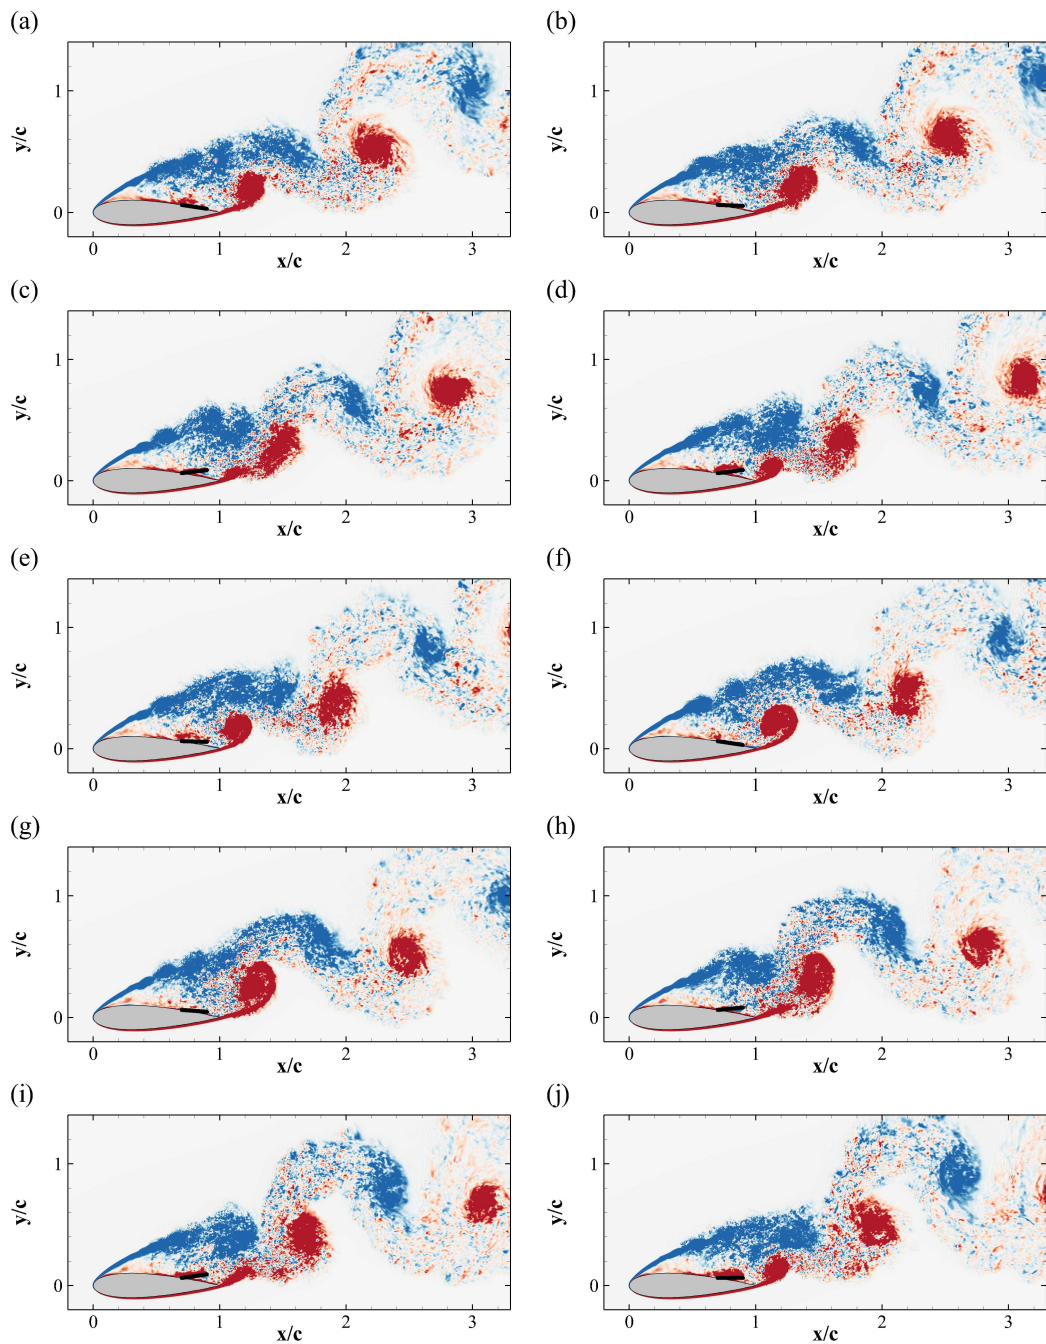 (a) (b)
y/c 1 0 y/c 1 0
0 1 2 3 0 1 2 3
x/c x/c
(c) (d)
y/c 1 0 y/c 1 0
0 1 2 3 0 1 2 3
x/c x/c
(e) (f)
y/c 1 0 y/c 1 0
0 1 2 3 0 1 2 3
x/c x/c
(g) (h)
y/c 1 0 y/c 1 0
0 1 2 3 0 1 2 3
x/c x/c
(i) (j)
y/c 1 0 y/c 1 0
0 1 2 3 0 1 2 3
x/c x/c